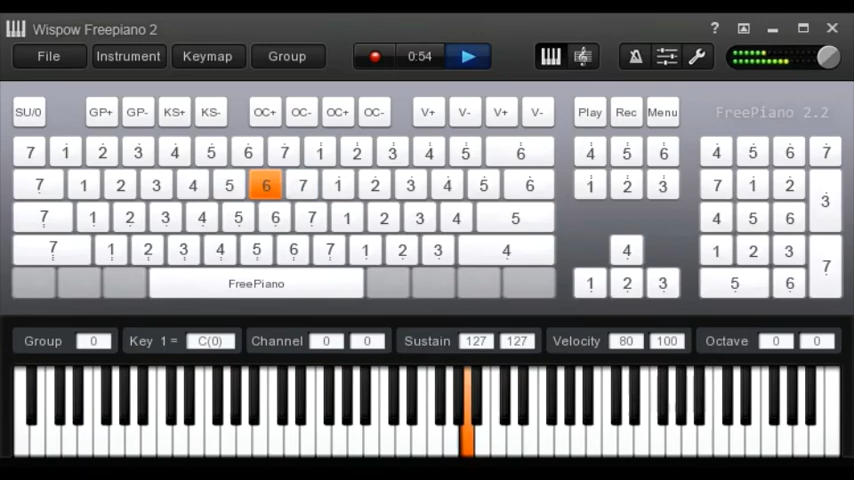 Wispow Freepiano 2 ?
File Instrument Keymap Group 0:54
SU/0 GP+ GP- KS+ KS- OC+ OC- OC+ OC- V+ V- V+ V- Play Rec Menu FreePiano 2.2
7 1 2 3 4 5 6 7 1 2 3 4 5 6 4 5 6 4 5 6 7
7 1 2 3 4 5 6 7 1 2 3 4 5 6 1 2 3 7 1 2 3
7 1 2 3 4 5 6 7 1 2 3 4 5 4 5 6
7 1 2 3 4 5 6 7 1 2 3 4 4 1 2 3 7
FreePiano 1 2 3 5 6
Group 0 Key 1 = C(0) Channel 0 0 Sustain 127 127 Velocity 80 100 Octave 0 0